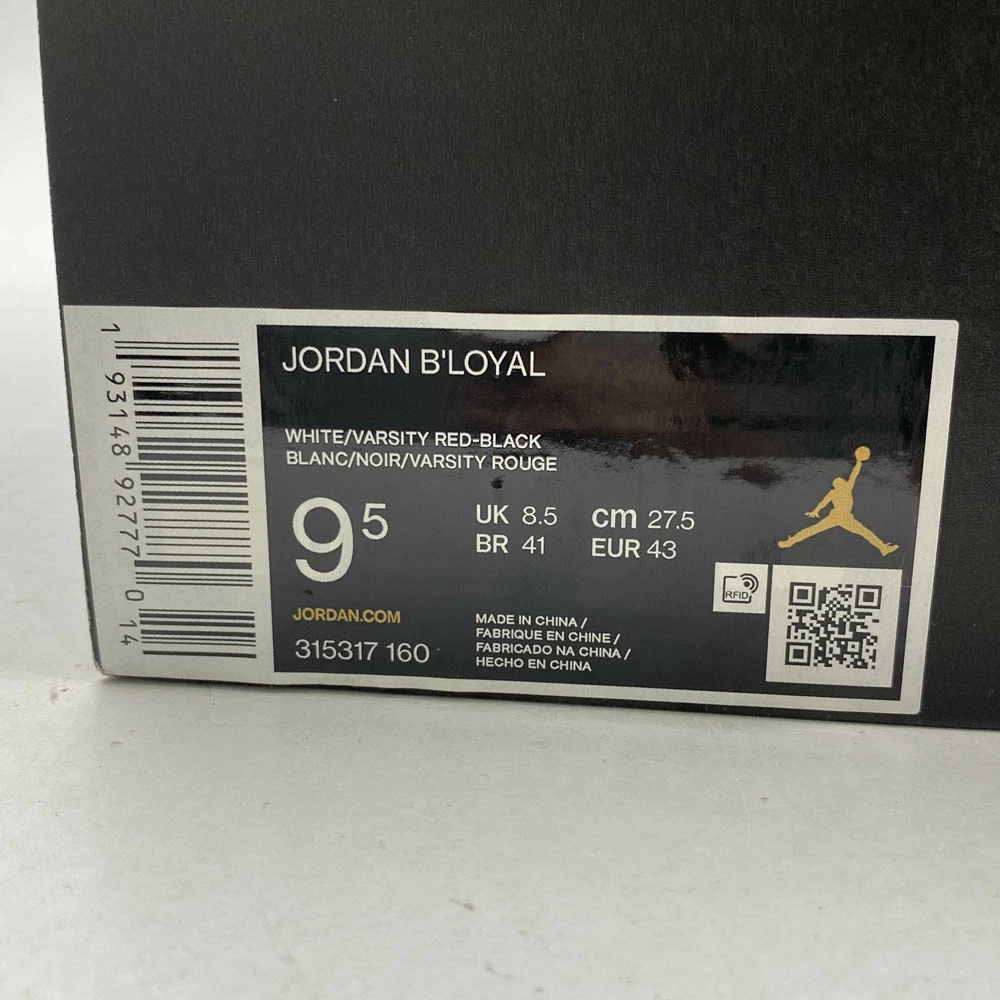 JORDAN B'LOYAL
WHITE/VARSITY RED-BLACK
BLANC/NOIR/VARSITY ROUGE
9 5
UK 8.5 cm 27.5
BR 41 EUR 43
JORDAN.COM
315317 160
MADE IN CHINA /
FABRIQUE EN CHINE /
FABRICADO NA CHINA /
HECHO EN CHINA
RFID
1 93148 92777 0 14